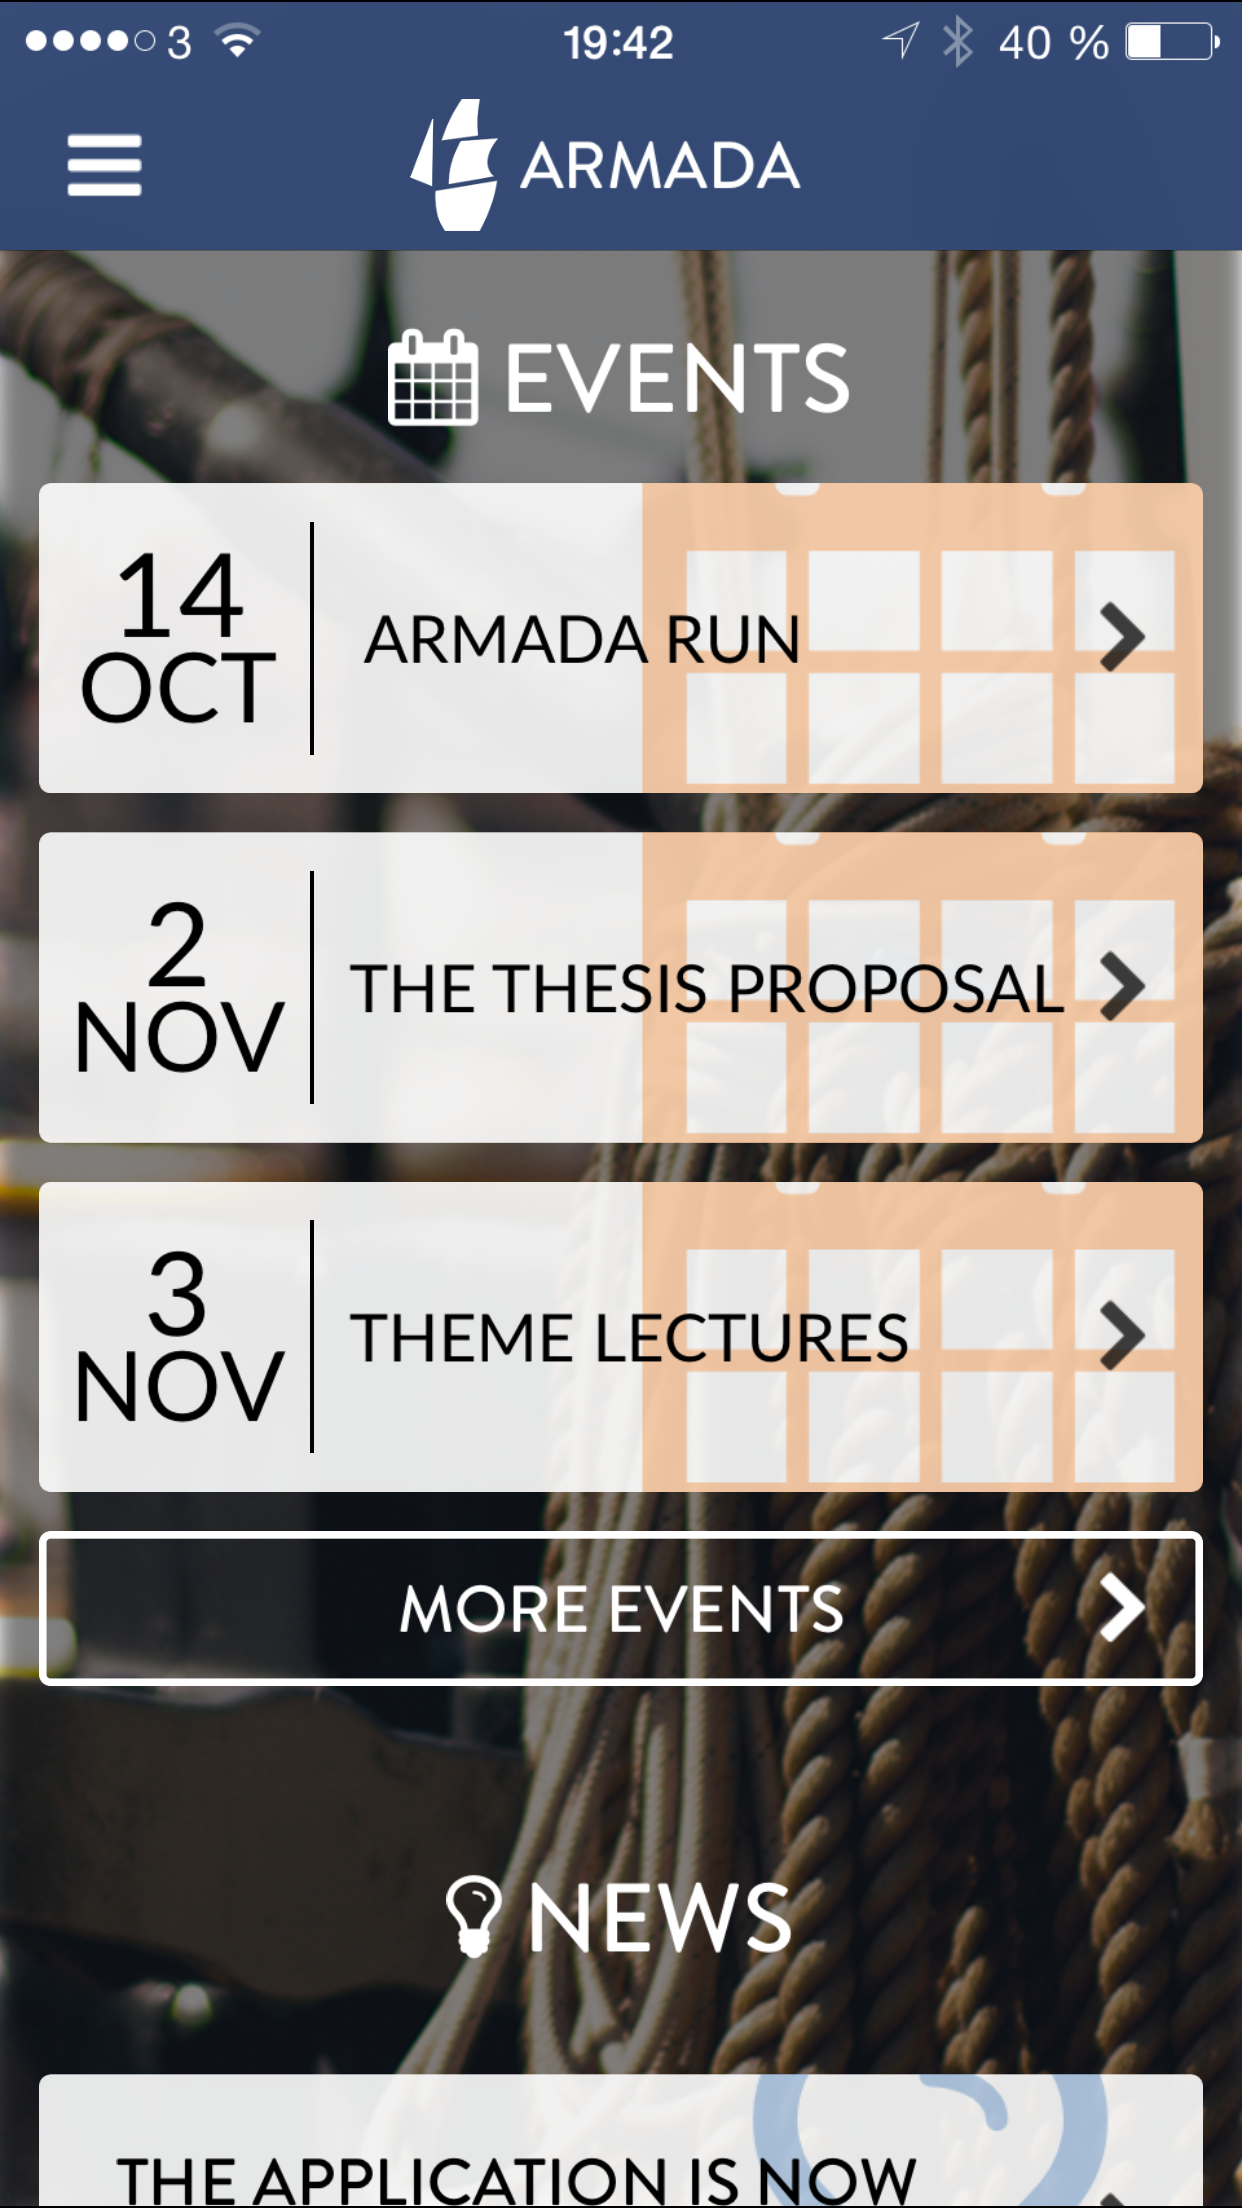 3
19:42
40 %
ARMADA
EVENTS
14
OCT
ARMADA RUN
2
NOV
THE THESIS PROPOSAL
3
NOV
THEME LECTURES
MORE EVENTS
NEWS
THE APPLICATION IS NOW